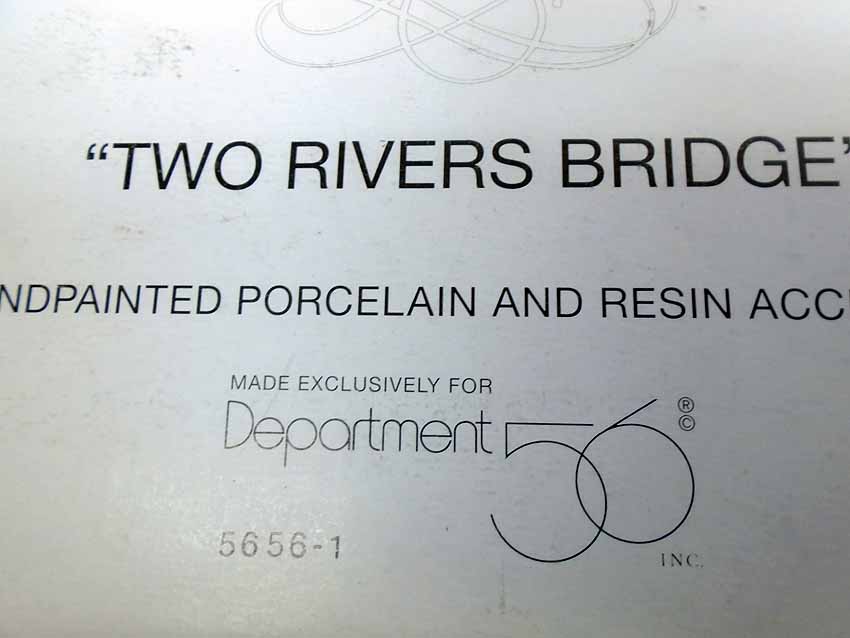 "TWO RIVERS BRIDGE"
NDPAINTED PORCELAIN AND RESIN ACC
MADE EXCLUSIVELY FOR
Department 56 ® ©
INC.
5656-1